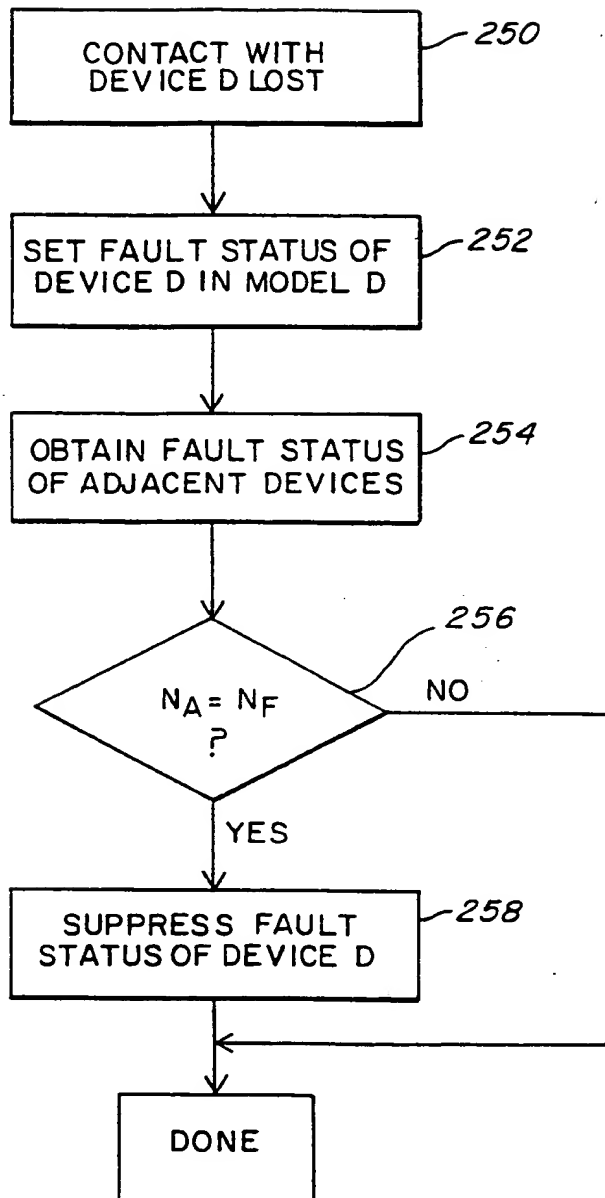 CONTACT WITH
DEVICE D LOST
250
SET FAULT STATUS OF
DEVICE D IN MODEL D
252
OBTAIN FAULT STATUS
OF ADJACENT DEVICES
254
256
NA = NF
?
NO
YES
SUPPRESS FAULT
STATUS OF DEVICE D
258
DONE